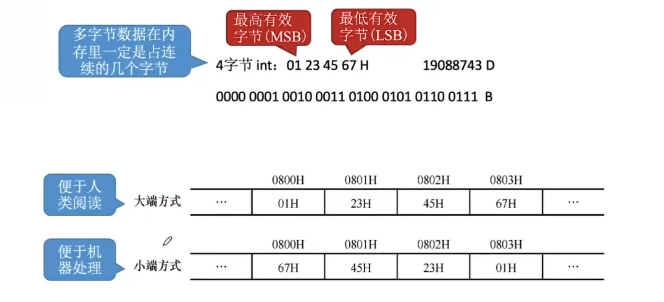 多字节数据在内
存里一定是占连
续的几个字节
最高有效
字节(MSB)
最低有效
字节(LSB)
4字节 int: 01 23 45 67 H 19088743 D
0000 0001 0010 0011 0100 0101 0110 0111 B
便于人
类阅读
0800H 0801H 0802H 0803H
大端方式 … 01H 23H 45H 67H …
便于机
器处理
0800H 0801H 0802H 0803H
小端方式 … 67H 45H 23H 01H …